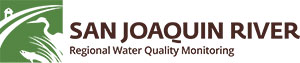 SAN JOAQUIN RIVER
Regional Water Quality Monitoring